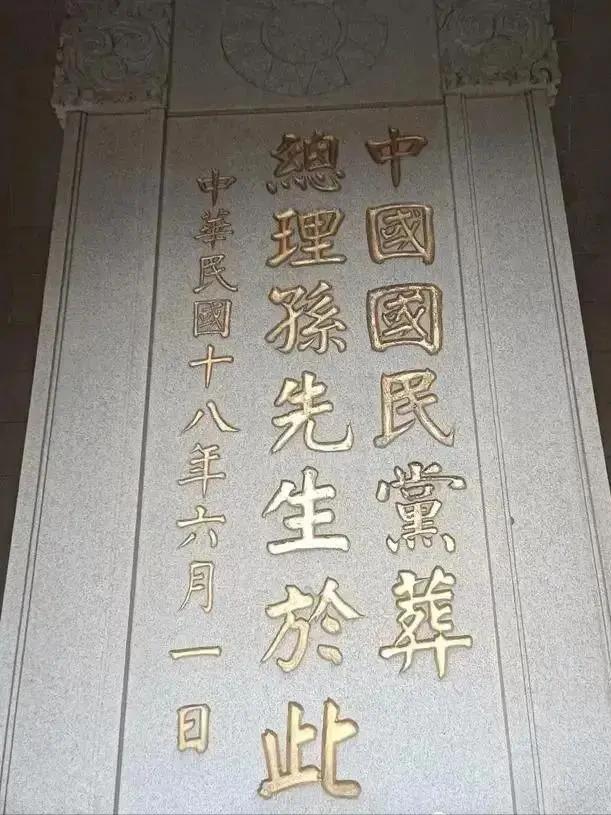 中國國民黨葬
總理孫先生於此
中華民國十八年六月一日